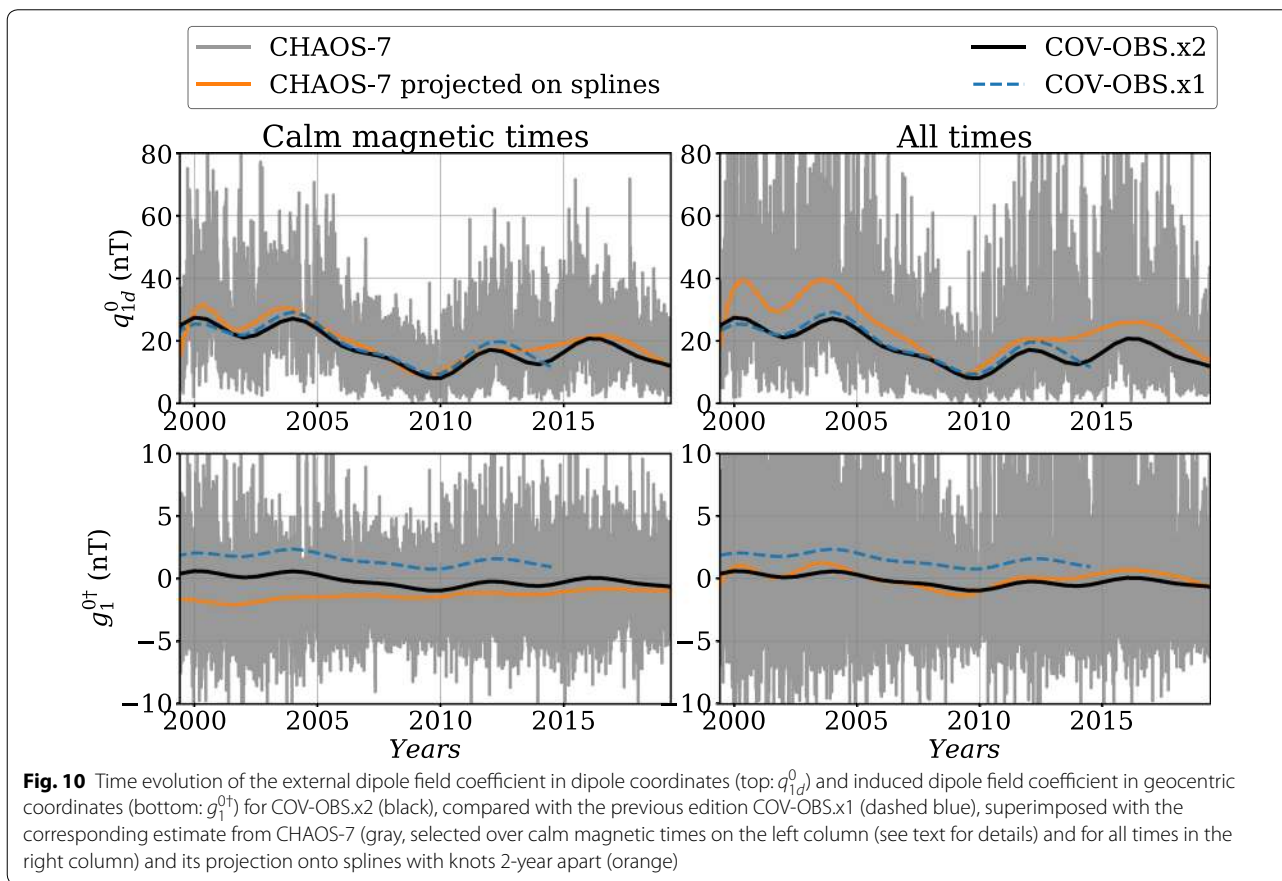 CHAOS-7
CHAOS-7 projected on splines
COV-OBS.x2
COV-OBS.x1
Calm magnetic times
All times
q⁰₁d (nT)
80
60
40
20
0
2000 2005 2010 2015
80
60
40
20
0
2000 2005 2010 2015
g₁⁰† (nT)
10
5
0
−5
−10
2000 2005 2010 2015
Years
10
5
0
−5
−10
2000 2005 2010 2015
Years
Fig. 10 Time evolution of the external dipole field coefficient in dipole coordinates (top: q⁰₁d) and induced dipole field coefficient in geocentric
coordinates (bottom: g₁⁰†) for COV-OBS.x2 (black), compared with the previous edition COV-OBS.x1 (dashed blue), superimposed with the
corresponding estimate from CHAOS-7 (gray, selected over calm magnetic times on the left column (see text for details) and for all times in the
right column) and its projection onto splines with knots 2-year apart (orange)